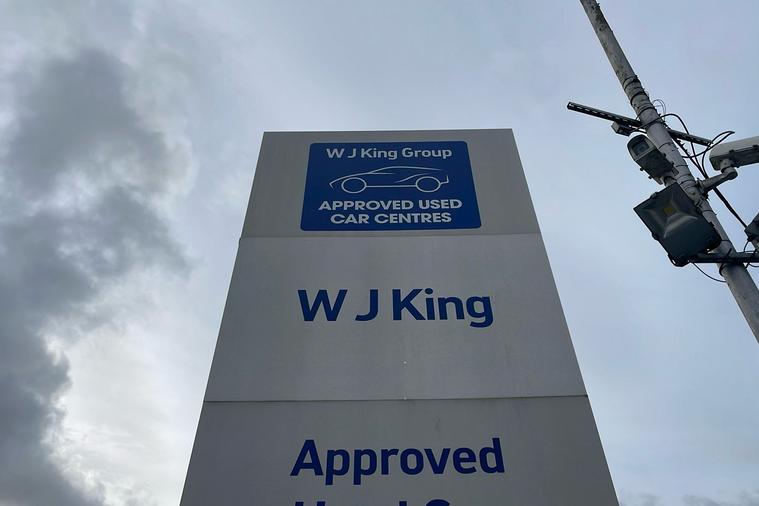 W J King Group
APPROVED USED
CAR CENTRES
W J King
Approved